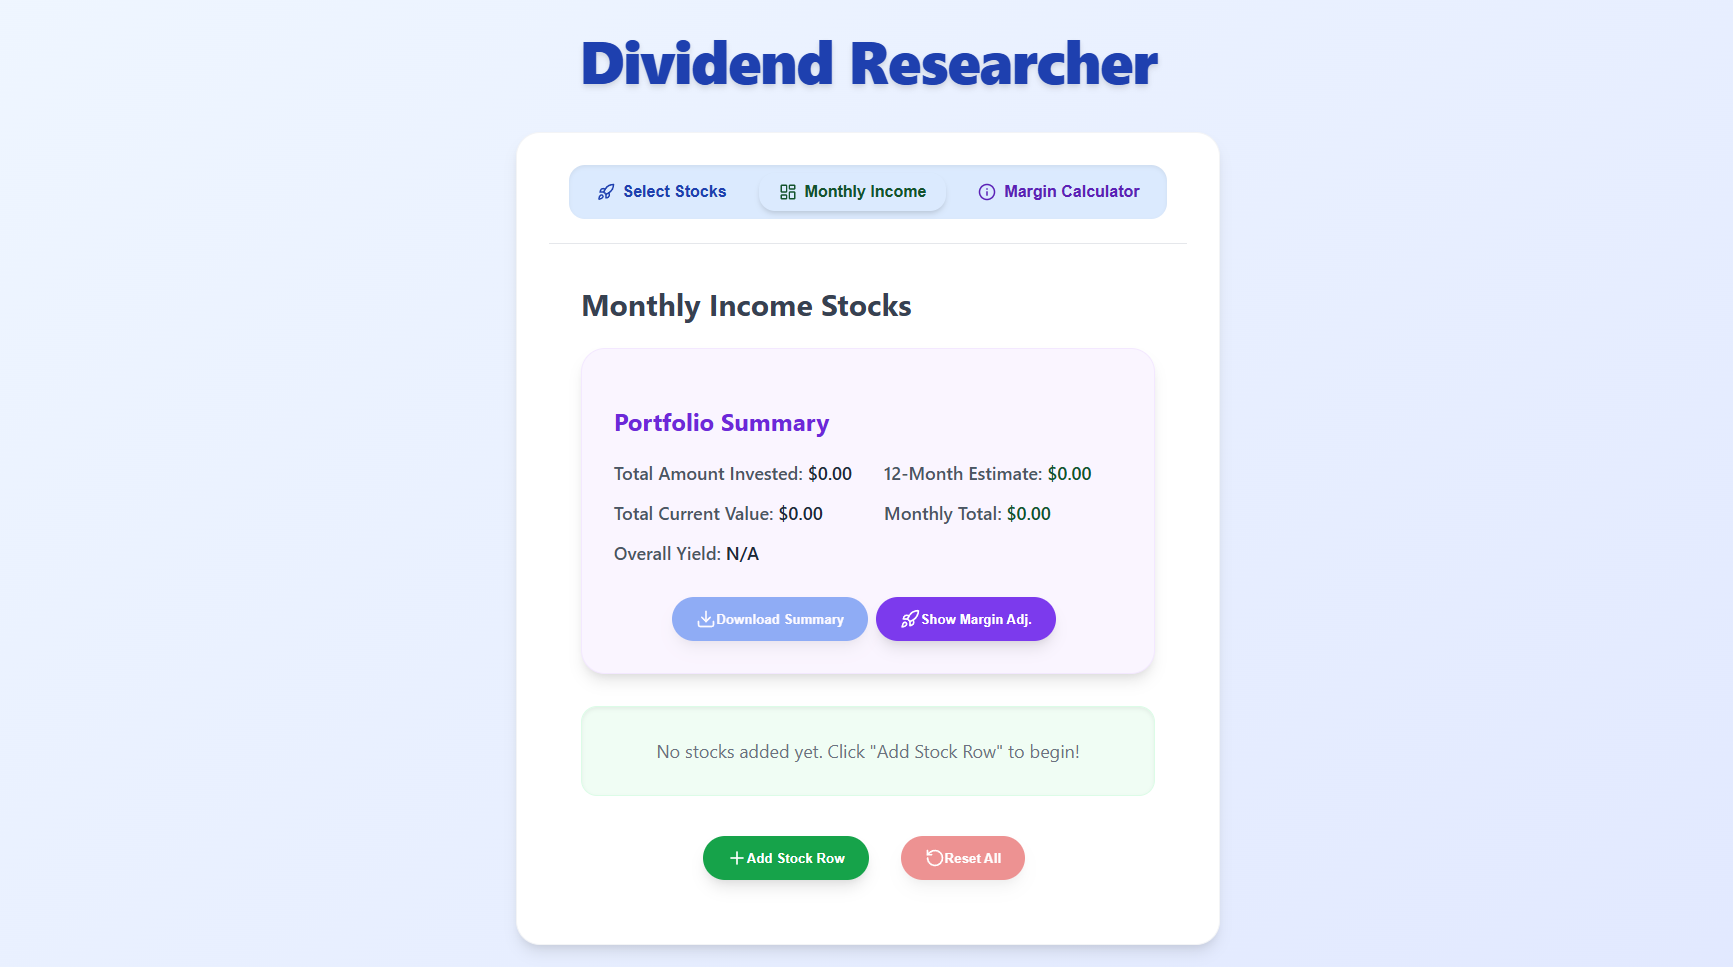 Dividend Researcher
Select Stocks
Monthly Income
Margin Calculator
Monthly Income Stocks
Portfolio Summary
Total Amount Invested: $0.00
12-Month Estimate: $0.00
Total Current Value: $0.00
Monthly Total: $0.00
Overall Yield: N/A
Download Summary
Show Margin Adj.
No stocks added yet. Click "Add Stock Row" to begin!
Add Stock Row
Reset All